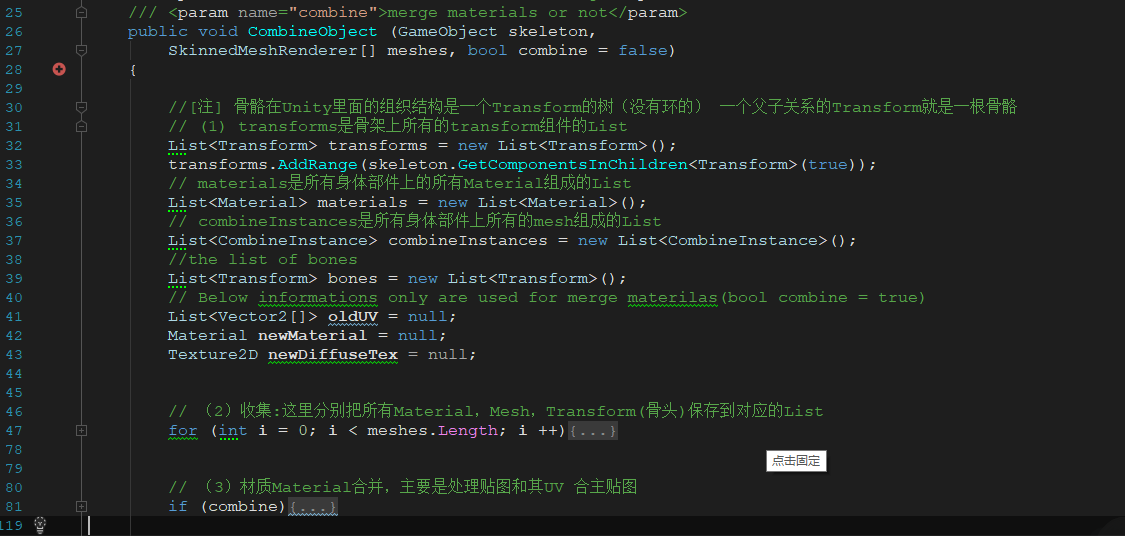 25 /// <param name="combine">merge materials or not</param>
26 public void CombineObject (GameObject skeleton,
27 SkinnedMeshRenderer[] meshes, bool combine = false)
28 {
29
30 //[注] 骨骼在Unity里面的组织结构是一个Transform的树（没有环的） 一个父子关系的Transform就是一根骨骼
31 // (1) transforms是骨架上所有的transform组件的List
32 List<Transform> transforms = new List<Transform>();
33 transforms.AddRange(skeleton.GetComponentsInChildren<Transform>(true));
34 // materials是所有身体部件上的所有Material组成的List
35 List<Material> materials = new List<Material>();
36 // combineInstances是所有身体部件上所有的mesh组成的List
37 List<CombineInstance> combineInstances = new List<CombineInstance>();
38 //the list of bones
39 List<Transform> bones = new List<Transform>();
40 // Below informations only are used for merge materilas(bool combine = true)
41 List<Vector2[]> oldUV = null;
42 Material newMaterial = null;
43 Texture2D newDiffuseTex = null;
44
45
46 // （2）收集:这里分别把所有Material，Mesh，Transform(骨头)保存到对应的List
47 for (int i = 0; i < meshes.Length; i ++){...}
78
点击固定
79
80 // （3）材质Material合并，主要是处理贴图和其UV 合主贴图
81 if (combine){...}
119